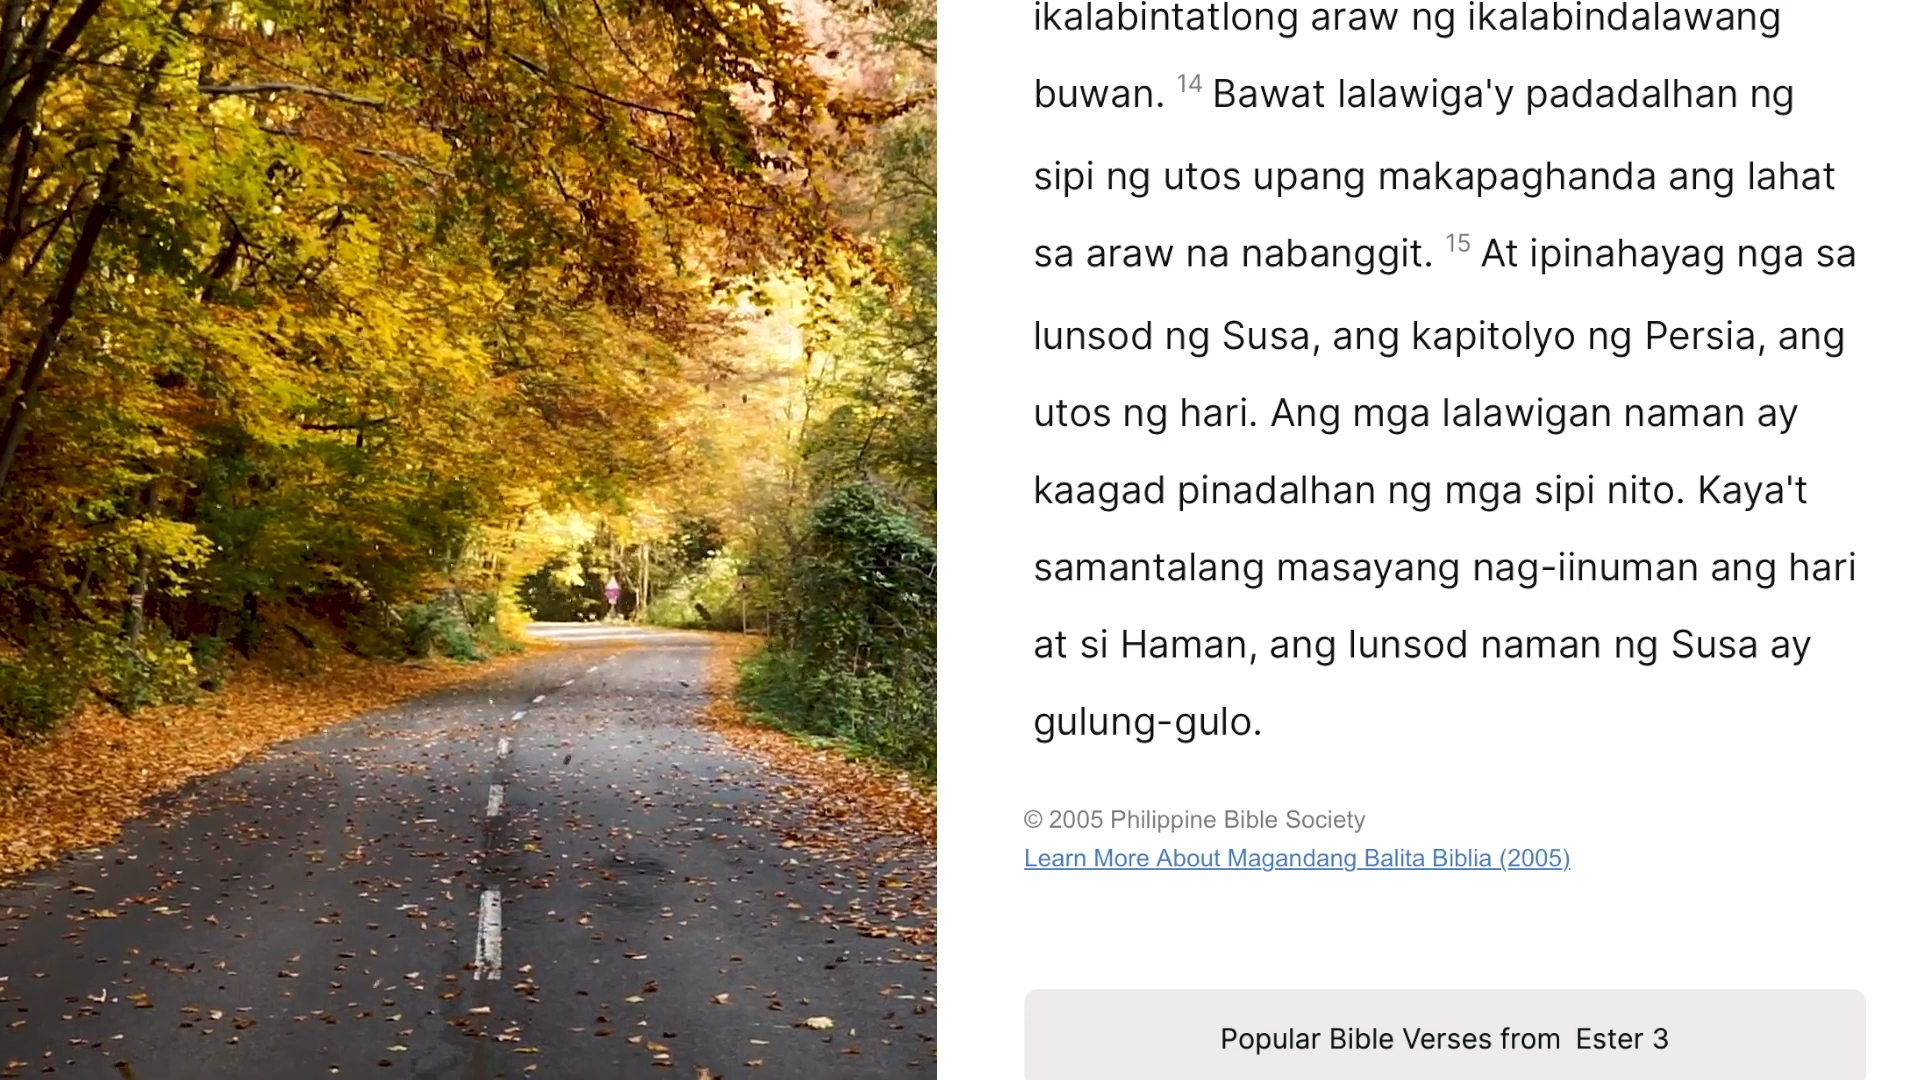 ikalabintatlong araw ng ikalabindalawang
buwan. 14 Bawat lalawiga'y padadalhan ng
sipi ng utos upang makapaghanda ang lahat
sa araw na nabanggit. 15 At ipinahayag nga sa
lunsod ng Susa, ang kapitolyo ng Persia, ang
utos ng hari. Ang mga lalawigan naman ay
kaagad pinadalhan ng mga sipi nito. Kaya't
samantalang masayang nag-iinuman ang hari
at si Haman, ang lunsod naman ng Susa ay
gulung-gulo.
© 2005 Philippine Bible Society
Learn More About Magandang Balita Biblia (2005)
Popular Bible Verses from Ester 3